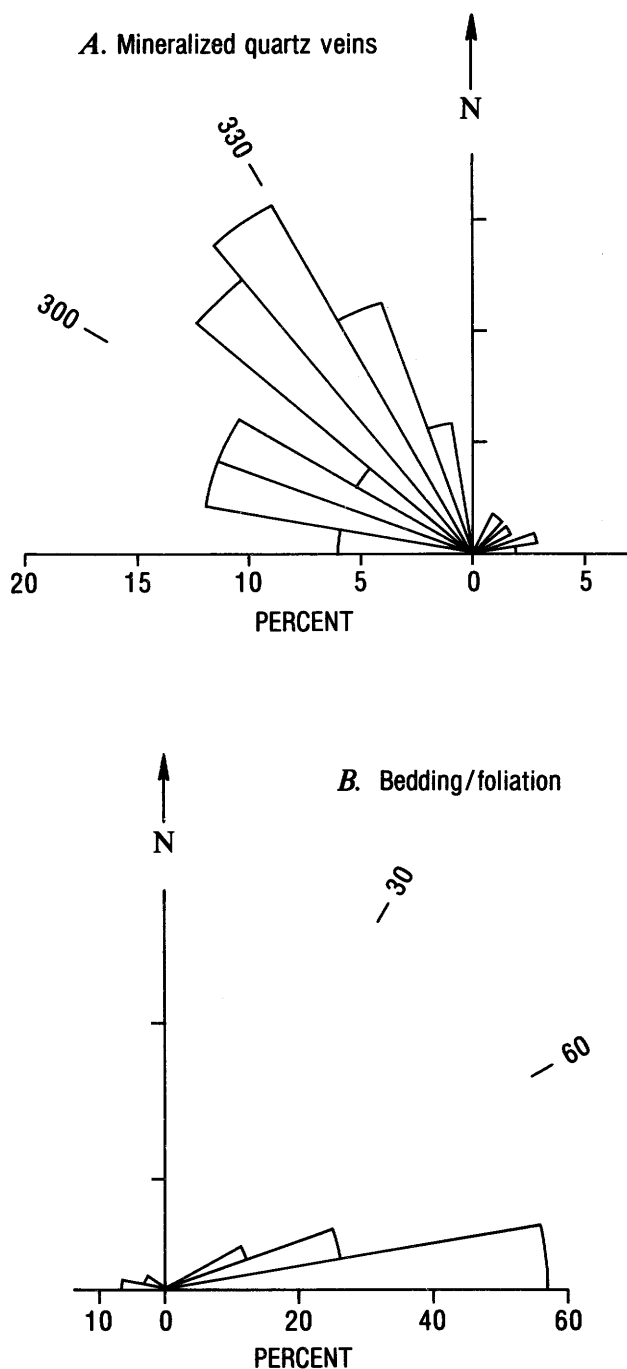 A. Mineralized quartz veins
N
330
300
20 15 10 5 0 5
PERCENT
B. Bedding/foliation
N
30
60
10 0 20 40 60
PERCENT